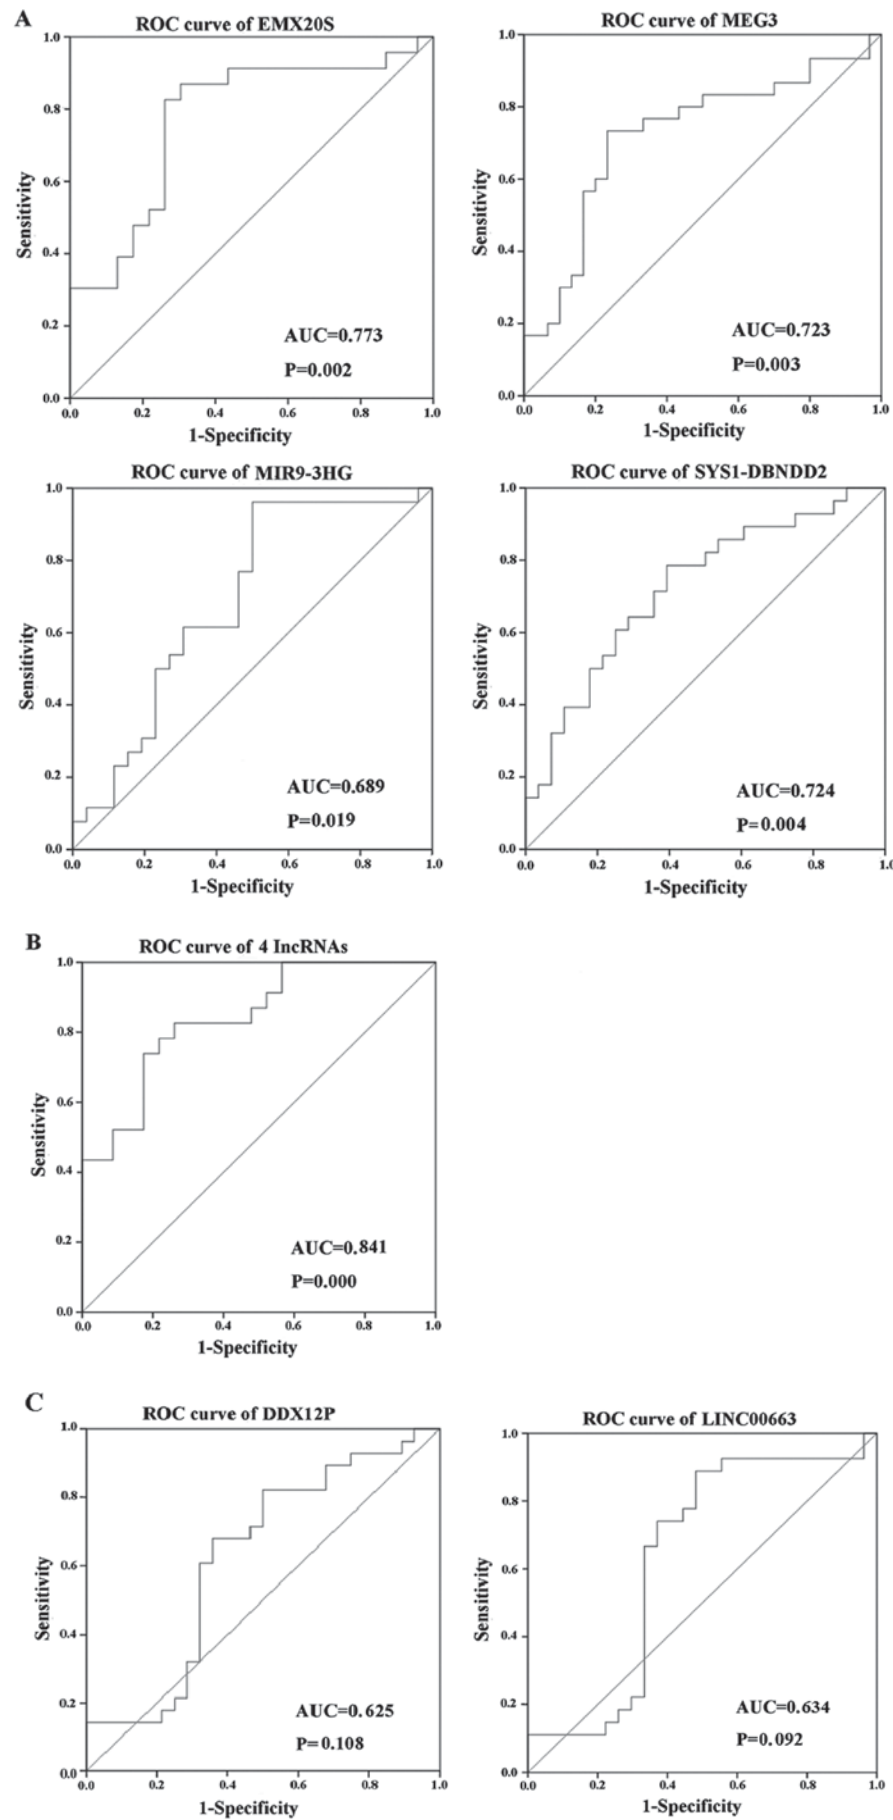 A
ROC curve of EMX20S
1.0
0.8
0.6
0.4
0.2
0.0
Sensitivity
AUC=0.773
P=0.002
0.0 0.2 0.4 0.6 0.8 1.0
1-Specificity
ROC curve of MEG3
1.0
0.8
0.6
0.4
0.2
0.0
Sensitivity
AUC=0.723
P=0.003
0.0 0.2 0.4 0.6 0.8 1.0
1-Specificity
ROC curve of MIR9-3HG
1.0
0.8
0.6
0.4
0.2
0.0
Sensitivity
AUC=0.689
P=0.019
0.0 0.2 0.4 0.6 0.8 1.0
1-Specificity
ROC curve of SYS1-DBNDD2
1.0
0.8
0.6
0.4
0.2
0.0
Sensitivity
AUC=0.724
P=0.004
0.0 0.2 0.4 0.6 0.8 1.0
1-Specificity
B
ROC curve of 4 lncRNAs
1.0
0.8
0.6
0.4
0.2
0.0
Sensitivity
AUC=0.841
P=0.000
0.0 0.2 0.4 0.6 0.8 1.0
1-Specificity
C
ROC curve of DDX12P
1.0
0.8
0.6
0.4
0.2
0.0
Sensitivity
AUC=0.625
P=0.108
0.0 0.2 0.4 0.6 0.8 1.0
1-Specificity
ROC curve of LINC00663
1.0
0.8
0.6
0.4
0.2
0.0
Sensitivity
AUC=0.634
P=0.092
0.0 0.2 0.4 0.6 0.8 1.0
1-Specificity